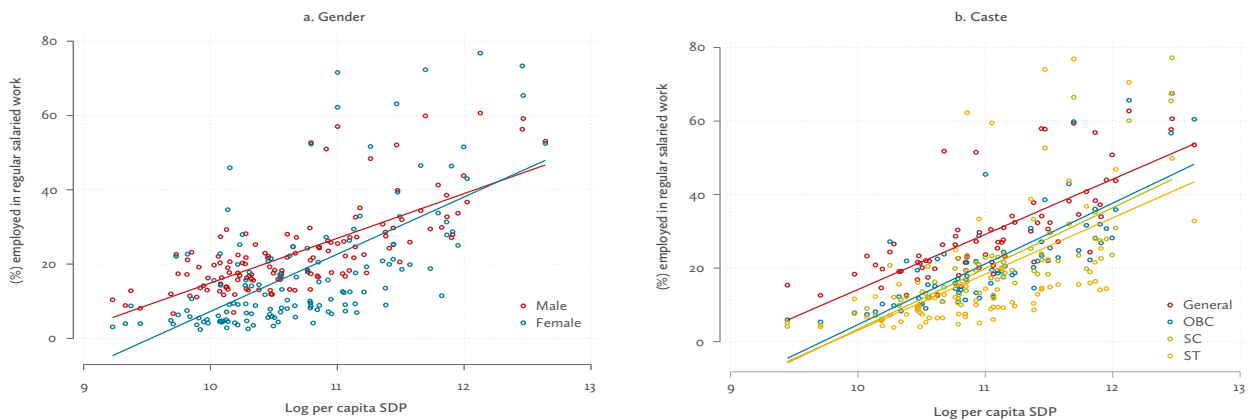 a. Gender
(%) employed in regular salaried work
80
60
40
20
0
9
10
11
12
13
Log per capita SDP
Male
Female
b. Caste
(%) employed in regular salaried work
80
60
40
20
0
9
10
11
12
13
Log per capita SDP
General
OBC
SC
ST